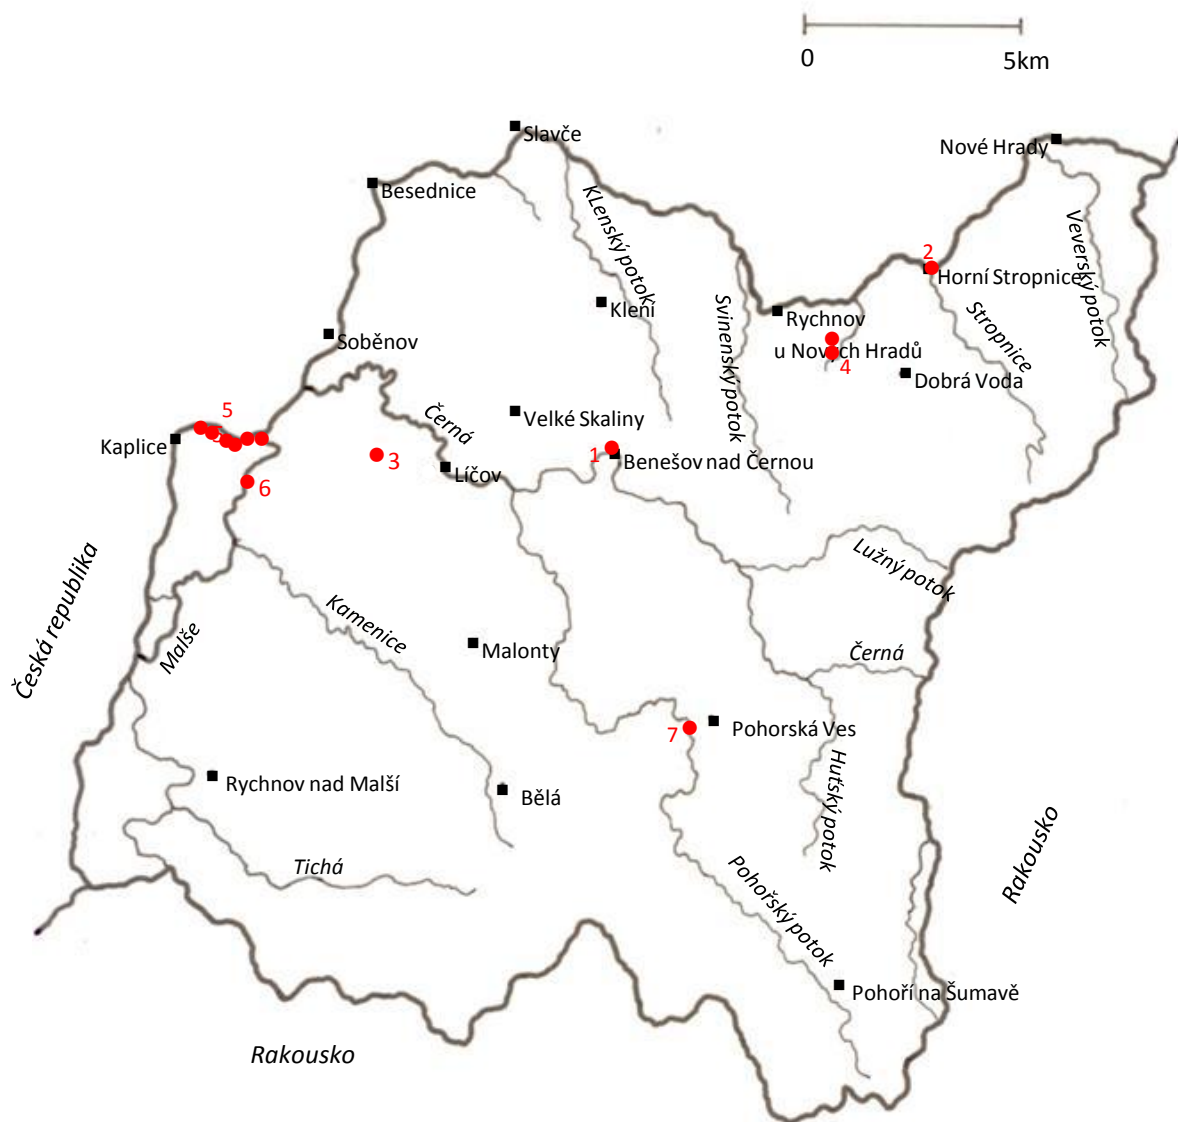 0 5km
Slavče
Nové Hrady
Besednice
KLenský potok
Veverský potok
2
Horní Stropnice
Svinenský potok
Klení
Stropnice
Rychnov
u Nových Hradů
4
Dobrá Voda
Soběnov
Černá
Velké Skaliny
5
5
Kaplice
3
Líčov
1
Benešov nad Černou
6
Lužný potok
Česká republika
Kamenice
Malše
Malonty
Černá
7
Pohorská Ves
Huťský potok
Rychnov nad Malší
Bělá
Tichá
Rakousko
Pohořský potok
Pohoří na Šumavě
Rakousko